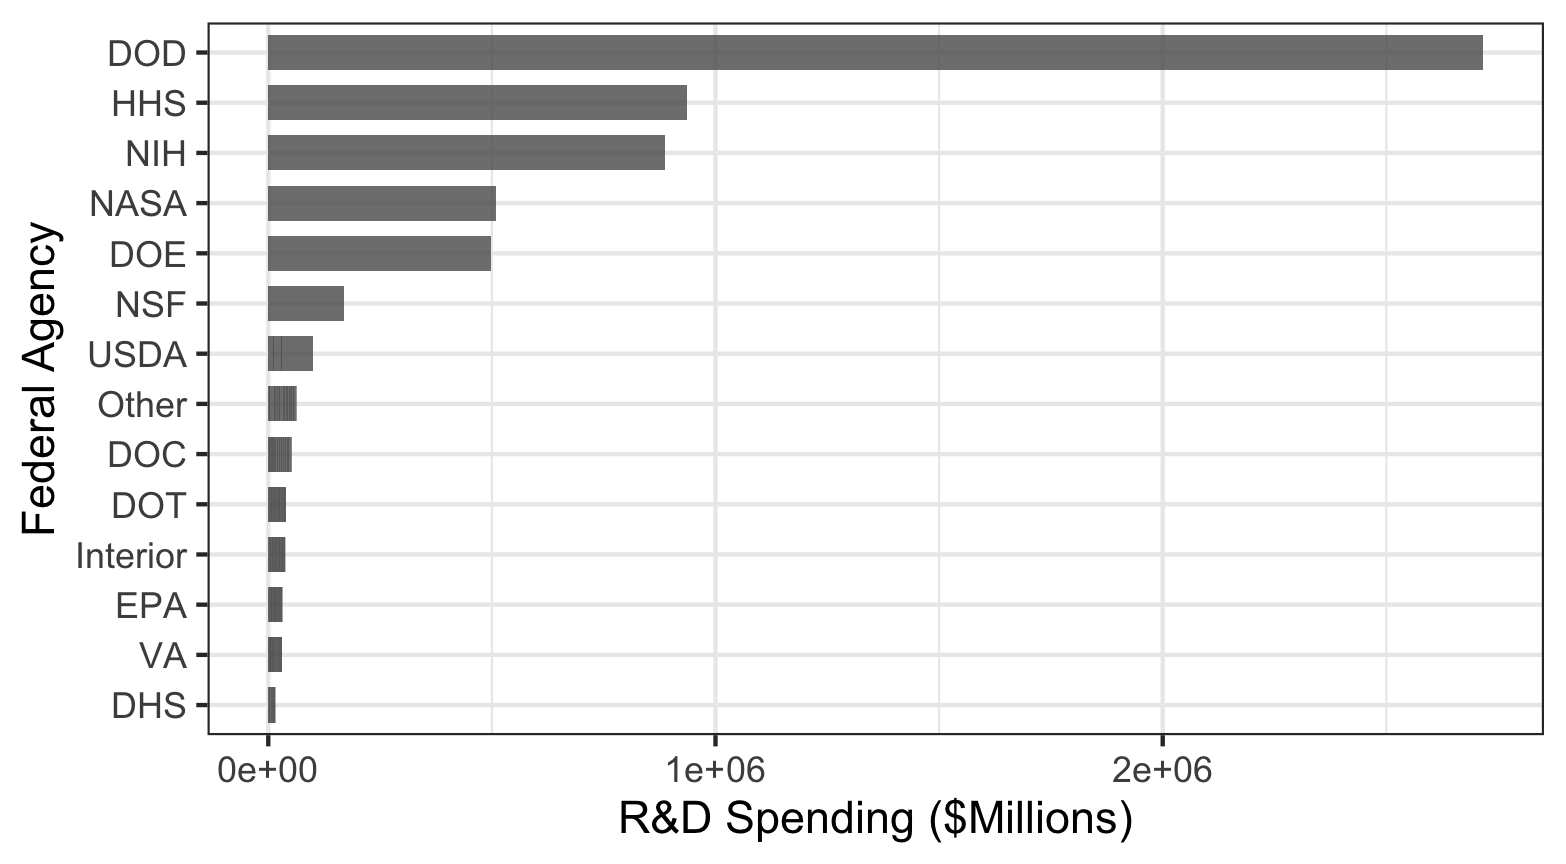 DOD
HHS
NIH
NASA
DOE
NSF
USDA
Other
DOC
DOT
Interior
EPA
VA
DHS
Federal Agency
0e+00 1e+06 2e+06
R&D Spending ($Millions)